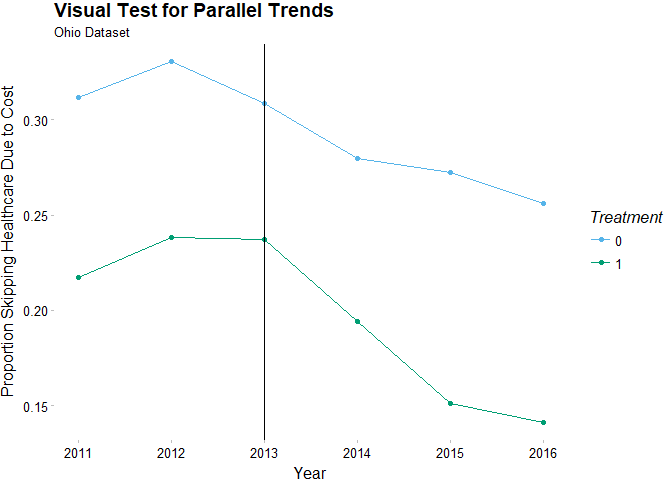 Visual Test for Parallel Trends
Ohio Dataset
Proportion Skipping Healthcare Due to Cost
0.30
0.25
0.20
0.15
2011 2012 2013 2014 2015 2016
Year
Treatment
0
1